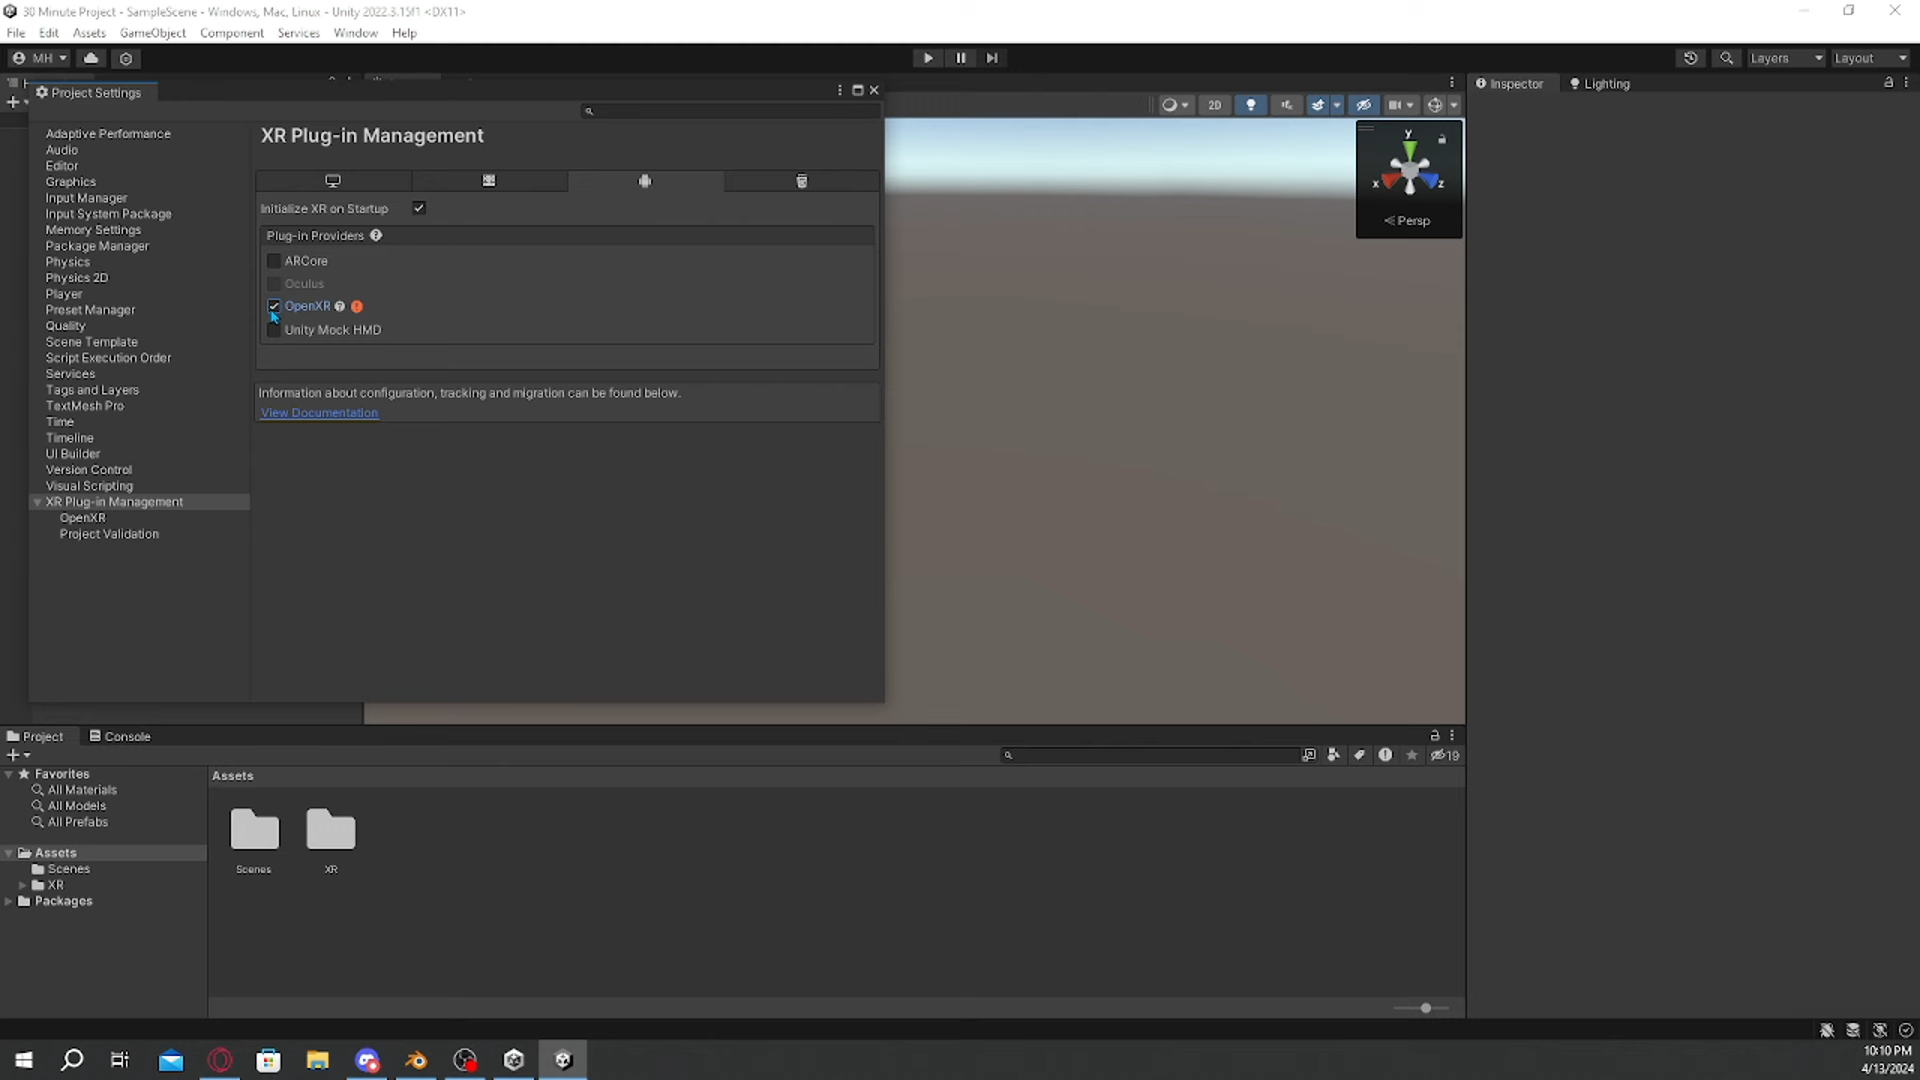 30 Minute Project - SampleScene - Windows, Mac, Linux - Unity 2022.3.15f1 <DX11>
File Edit Assets GameObject Component Services Window Help
MH Layers Layout
Project Settings
Inspector Lighting
2D
XR Plug-in Management
Adaptive Performance
Audio
Editor
Graphics
Input Manager
Input System Package
Memory Settings
Package Manager
Physics
Physics 2D
Player
Preset Manager
Quality
Scene Template
Script Execution Order
Services
Tags and Layers
TextMesh Pro
Time
Timeline
UI Builder
Version Control
Visual Scripting
XR Plug-in Management
OpenXR
Project Validation
Initialize XR on Startup
Plug-in Providers
ARCore
Oculus
OpenXR
Unity Mock HMD
Information about configuration, tracking and migration can be found below.
View Documentation
y
x z
Persp
Project Console
19
Favorites
All Materials
All Models
All Prefabs
Assets
Scenes
XR
Packages
Assets
Scenes XR
10:10 PM
4/13/2024